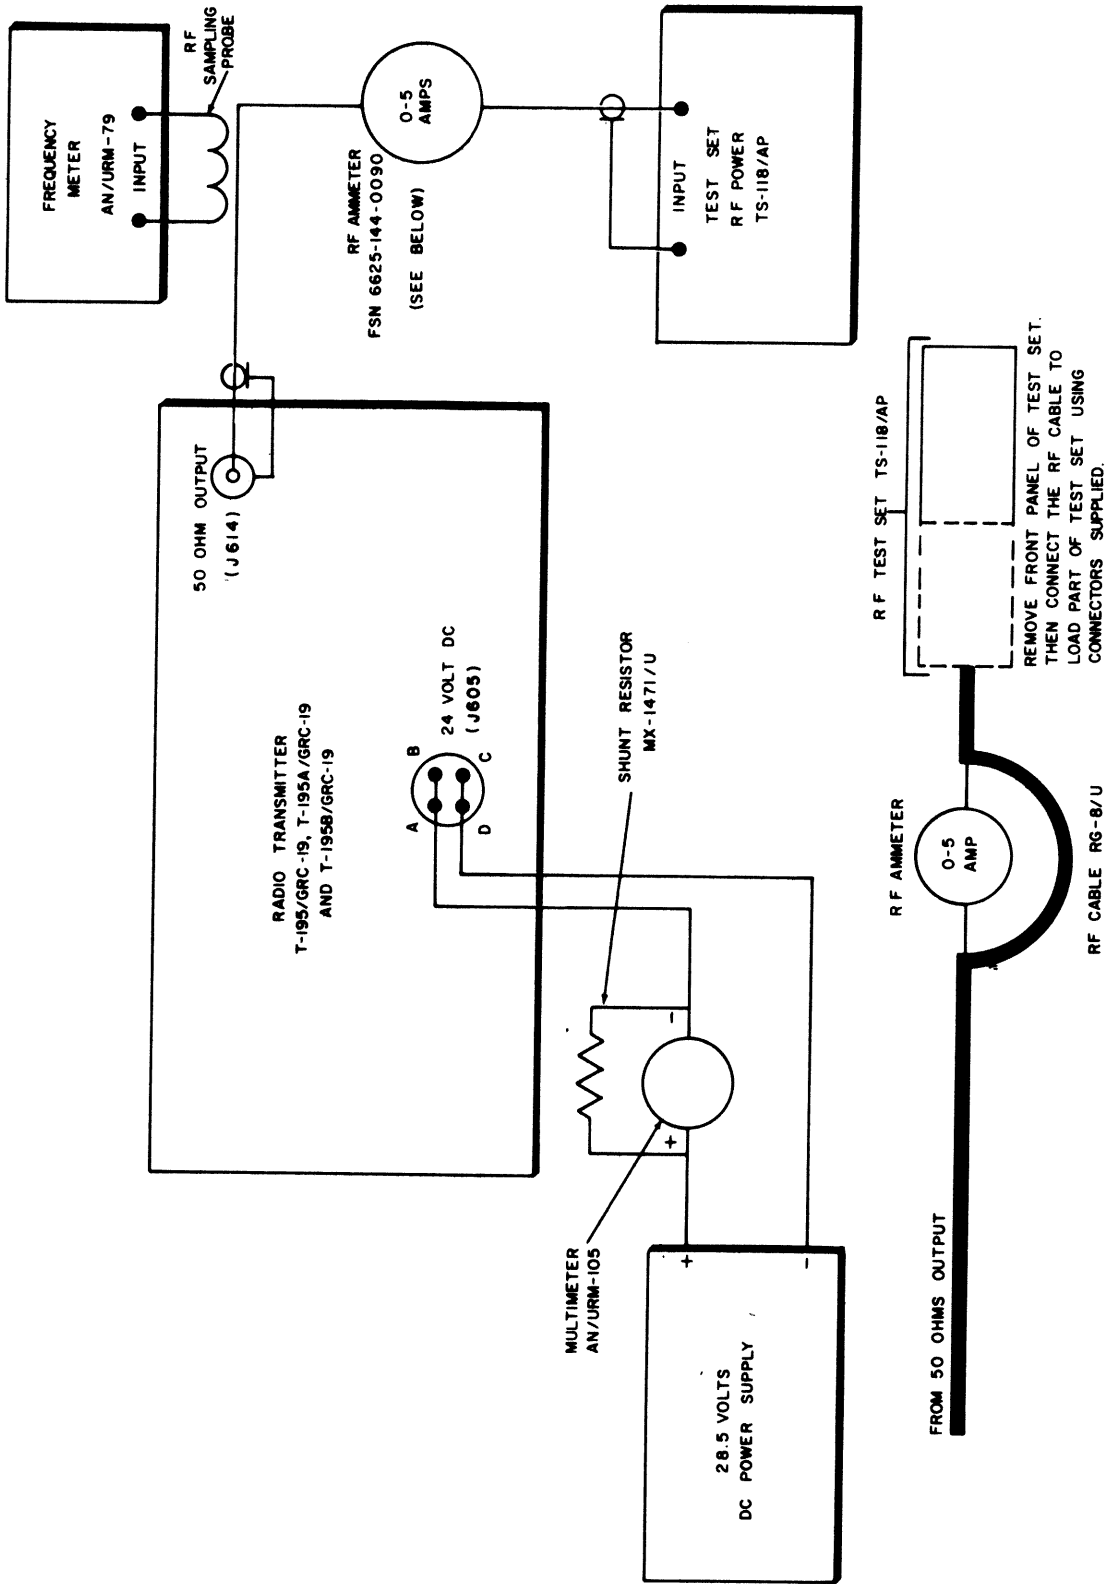 FREQUENCY
METER
AN/URM-79
INPUT
RF
SAMPLING
PROBE
0-5
AMPS
RF AMMETER
FSN 6625-144-0090
(SEE BELOW)
INPUT
TEST SET
RF POWER
TS-118/AP
50 OHM OUTPUT
(J614)
RADIO TRANSMITTER
T-195/GRC-19, T-195A/GRC-19
AND T-195B/GRC-19
24 VOLT DC
(J605)
A
B
D
C
SHUNT RESISTOR
MX-1471/U
-
+
MULTIMETER
AN/URM-105
+
-
28.5 VOLTS
DC POWER SUPPLY
RF TEST SET TS-118/AP
REMOVE FRONT PANEL OF TEST SET.
THEN CONNECT THE RF CABLE TO
LOAD PART OF TEST SET USING
CONNECTORS SUPPLIED.
RF AMMETER
0-5
AMP
RF CABLE RG-8/U
FROM 50 OHMS OUTPUT